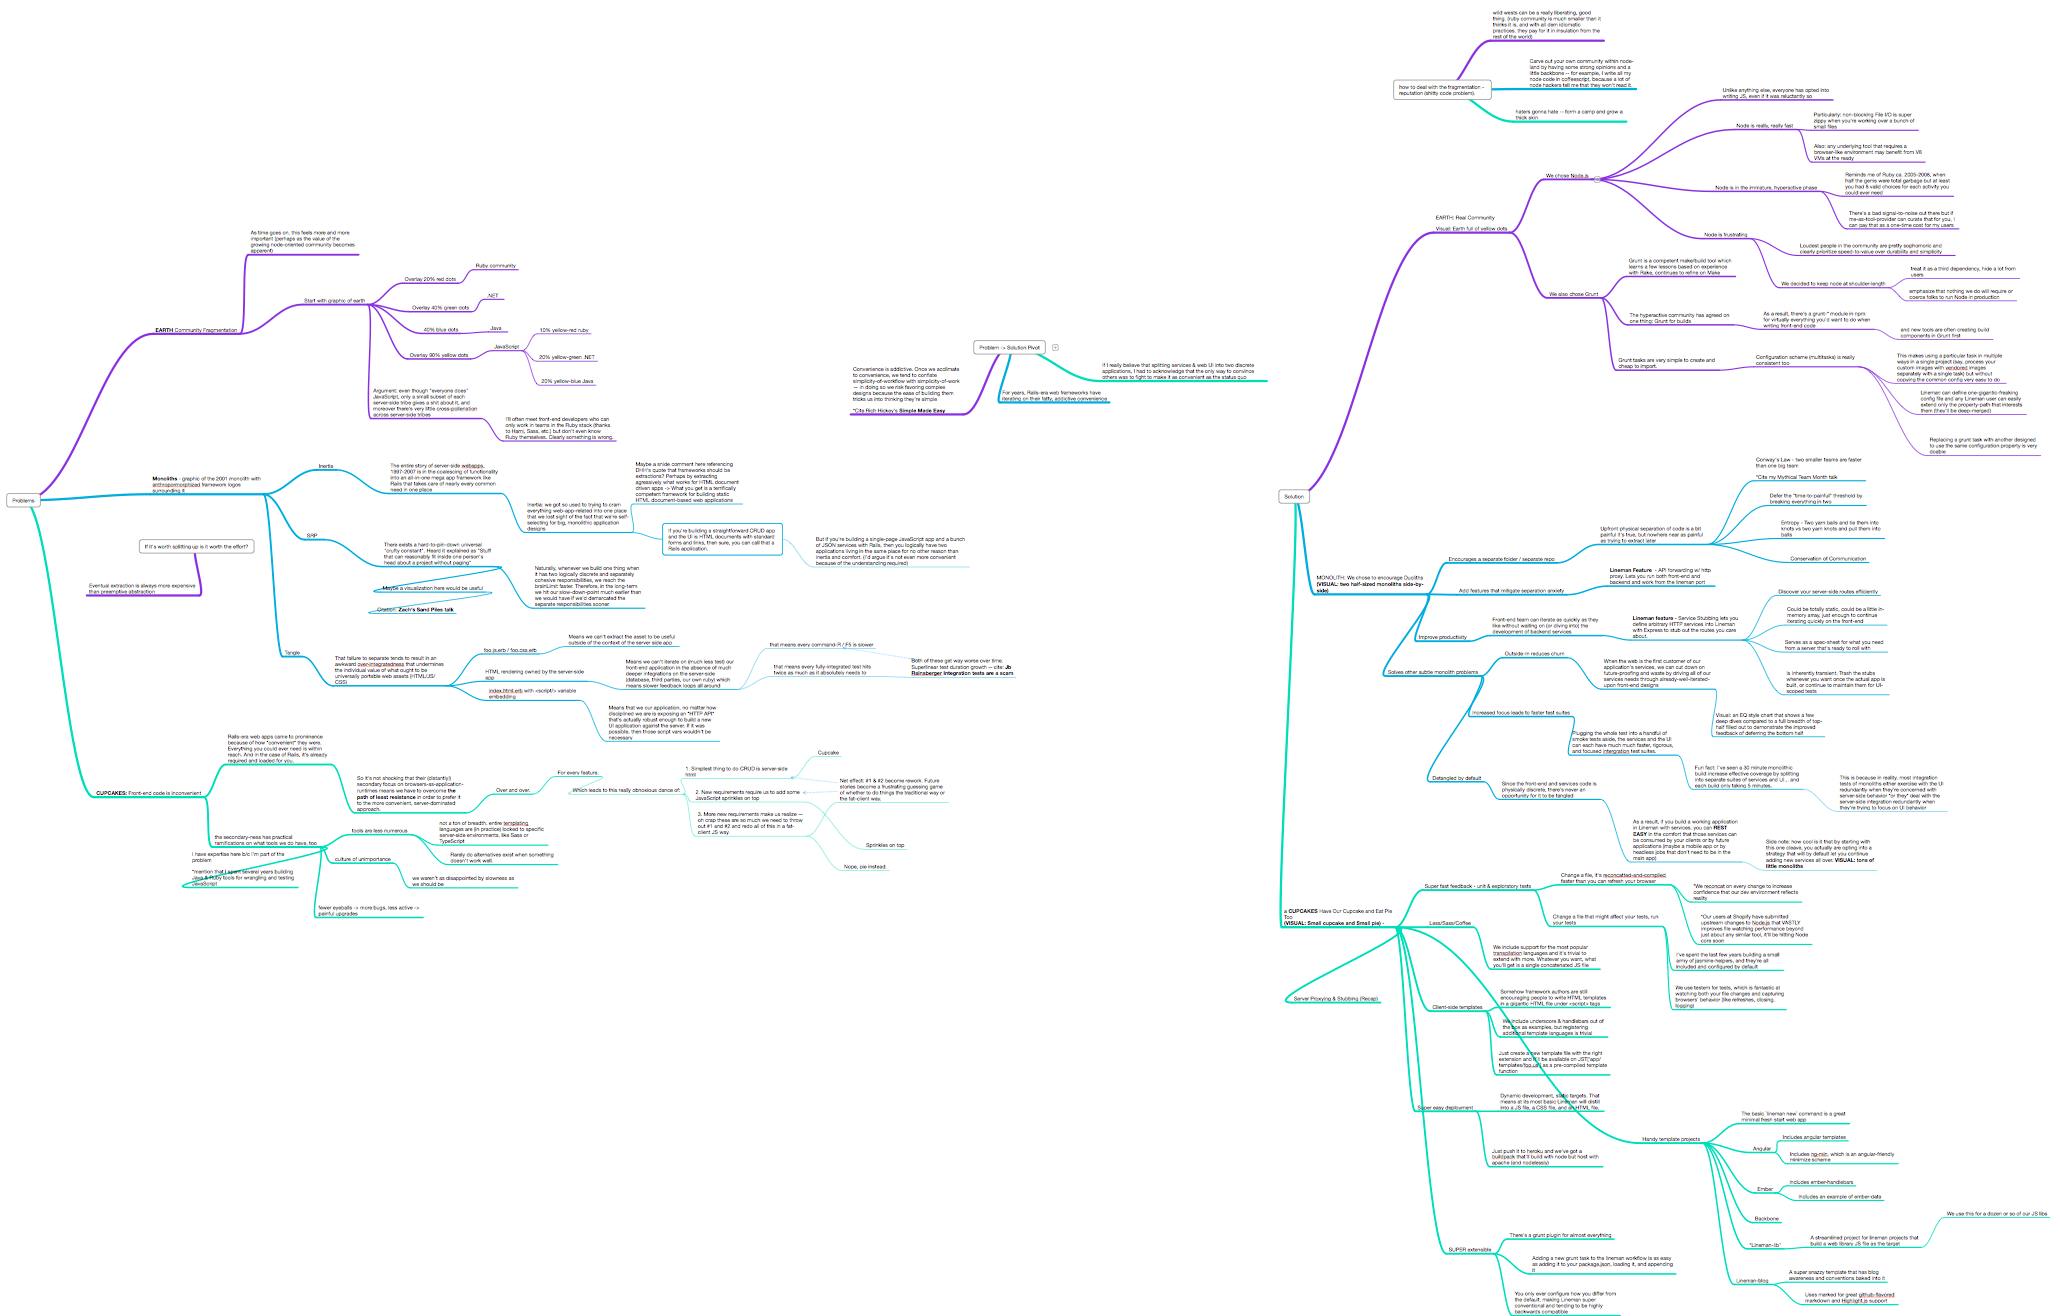 Problems
EARTH Community Fragmentation
As time goes on, this feels more and more
important (perhaps as the value of the
growing node-oriented community becomes
apparent)
Start with graphic of earth
Overlay 20% red dots
Ruby community
Overlay 40% green dots
.NET
40% blue dots
Java
Overlay 90% yellow dots
JavaScript
10% yellow-red ruby
20% yellow-green .NET
20% yellow-blue Java
Argument: even though "everyone does"
JavaScript, only a small subset of each
server-side tribe gives a shit about it, and
moreover there's very little cross-pollenation
across server-side tribes
I'll often meet front-end developers who can
only work in teams in the Ruby stack (thanks
to Haml, Sass, etc.) but don't even know
Ruby themselves. Clearly something is wrong.
Monoliths - graphic of the 2001 monolith with
anthropomorphized framework logos
surrounding it
Inertia
The entire story of server-side webapps,
1997-2007 is in the coalescing of functionality
into an all-in-one mega app framework like
Rails that takes care of nearly every common
need in one place
Inertia: we got so used to trying to cram
everything web-app-related into one place
that we lost sight of the fact that we're self-
selecting for big, monolithic application
designs
Maybe a snide comment here referencing
DHH's quote that frameworks should be
extractions? Perhaps by extracting
agressively what works for HTML document
driven apps -> What you get is a terrifically
competent framework for building static
HTML document-based web applications
If you're building a straightforward CRUD app
and the UI is HTML documents with standard
forms and links, then sure, you can call that a
Rails application.
But if you're building a single-page JavaScript app and a bunch
of JSON services with Rails, then you logically have two
applications living in the same place for no other reason than
inertia and comfort. (I'd argue it is not even more convenient
because of the understanding required)
SRP
There exists a hard-to-pin-down universal
"crufty constant". Heard it explained as "Stuff
that can reasonably fit inside one person's
head about a project without paging"
Maybe a visualization here would be useful
Citation: Zach's Sand Piles talk
Naturally, whenever we build one thing when
it has two logically discrete and separately
cohesive responsibilities, we reach the
brainLimit faster. Therefore, in the long-term
we hit our slow-down-point much earlier than
we would have if we'd demarcated the
separate responsibilities sooner
If it's worth splitting up is it worth the effort?
Eventual extraction is always more expensive
than preemptive abstraction
Tangle
That failure to separate tends to result in an
awkward over-integratedness that undermines
the individual value of what ought to be
universally portable web assets (HTML/JS/
CSS)
foo.js.erb / foo.css.erb
Means we can't extract the asset to be useful
outside of the context of the server side app
HTML rendering owned by the server-side
app
Means we can't iterate on (much less test) our
front-end application in the absence of much
deeper integrations on the server-side
(database, third parties, our own ruby) which
means slower feedback loops all around
that means every command-R / F5 is slower
that means every fully-integrated test hits
twice as much as it absolutely needs to
Both of these get way worse over time.
Superlinear test duration growth — cite: Jb
Rainsberger Integration tests are a scam
index.html.erb with <script/> variable
embedding
Means that we our application, no matter how
disciplined we are is exposing an "HTTP API"
that's actually robust enough to build a new
UI application against the server. If it was
possible, then those script vars wouldn't be
necessary
CUPCAKES: Front-end code is inconvenient
Rails-era web apps came to prominence
because of how "convenient" they were.
Everything you could ever need is within
reach. And in the case of Rails, it's already
required and loaded for you.
So it's not shocking that their (distantly!)
secondary focus on browsers-as-application-
runtimes means we have to overcome the
path of least resistance in order to prefer it
to the more convenient, server-dominated
approach.
Over and over.
For every feature.
Which leads to this really obnoxious dance of:
1. Simplest thing to do CRUD is server-side
html
Cupcake
2. New requirements require us to add some
JavaScript sprinkles on top
3. More new requirements make us realize —
oh crap these are so much we need to throw
out #1 and #2 and redo all of this in a fat-
client JS way
Net effect: #1 & #2 become rework. Future
stories become a frustrating guessing game
of whether to do things the traditional way or
the fat-client way.
Sprinkles on top
Nope, pie instead.
the secondary-ness has practical
ramifications on what tools we do have, too
tools are less numerous
not a ton of breadth, entire templating
languages are (in practice) locked to specific
server-side environments, like Sass or
TypeScript
Rarely do alternatives exist when something
doesn't work well.
culture of unimportance
we weren't as disappointed by slowness as
we should be
I have expertise here b/c I'm part of the
problem
*mention that I spent several years building
Java & Ruby tools for wrangling and testing
JavaScript
fewer eyeballs -> more bugs, less active ->
painful upgrades
Problem -> Solution Pivot
Convenience is addictive. Once we acclimate
to convenience, we tend to conflate
simplicity-of-workflow with simplicity-of-work
— in doing so we risk favoring complex
designs because the ease of building them
tricks us into thinking they're simple
*Cite Rich Hickey's Simple Made Easy
For years, Rails-era web frameworks have
iterating on their fatty, addictive convenience
If I really believe that splitting services & web UI into two discrete
applications, I had to acknowledge that the only way to convince
others was to fight to make it as convenient as the status quo
how to deal with the fragmentation -
reputation (shitty code problem).
wild wests can be a really liberating, good
thing. (ruby community is much smaller than it
thinks it is, and with all dem idiomatic
practices, they pay for it in insulation from the
rest of the world)
Carve out your own community within node-
land by having some strong opinions and a
little backbone -- for example, I write all my
node code in coffeescript, because a lot of
node hackers tell me that they won't read it.
haters gonna hate -- form a camp and grow a
thick skin
Solution
EARTH: Real Community
Visual: Earth full of yellow dots
We chose Node.js
Unlike anything else, everyone has opted into
writing JS, even if it was reluctantly so
Node is really, really fast
Particularly: non-blocking File I/O is super
zippy when you're working over a bunch of
small files
Also: any underlying tool that requires a
browser-like environment may benefit from V8
VMs at the ready
Node is in the immature, hyperactive phase
Reminds me of Ruby ca. 2005-2008, when
half the gems were total garbage but at least
you had 8 valid choices for each activity you
could ever need
There's a bad signal-to-noise out there but if
me-as-tool-provider can curate that for you, I
can pay that as a one-time cost for my users
Node is frustrating
Loudest people in the community are pretty sophomoric and
clearly prioritize speed-to-value over durability and simplicity
We decided to keep node at shoulder-length
treat it as a third dependency, hide a lot from
users
emphasize that nothing we do will require or
coerce folks to run Node in production
We also chose Grunt
Grunt is a competent make/build tool which
learns a few lessons based on experience
with Rake, continues to refine on Make
The hyperactive community has agreed on
one thing: Grunt for builds
As a result, there's a grunt-* module in npm
for virtually everything you'd want to do when
writing front-end code
and new tools are often creating build
components in Grunt first
Grunt tasks are very simple to create and
cheap to import.
Configuration scheme (multitasks) is really
consistent too
This makes using a particular task in multiple
ways in a project (say, process your
custom images with vendored images
separately with a single task) but without
copying the common config very easy to do
Lineman can define one-gigantic-freaking
config file and any Lineman user can easily
extend only the property-path that interests
them (they'll be deep-merged)
Replacing a grunt task with another designed
to use the same configuration property is very
doable
MONOLITH: We chose to encourage Duoliths
(VISUAL: two half-sized monoliths side-by-
side)
Encourages a separate folder / separate repo
Upfront physical separation of code is a bit
painful it's true, but nowhere near as painful
as trying to extract later
Conway's Law - two smaller teams are faster
than one big team
*Cite my Mythical Team Month talk
Defer the "time-to-painful" threshold by
breaking everything in two
Entropy - Two yarn balls and tie them into
knots vs two yarn knots and pull them into
balls
Conservation of Communication
Add features that mitigate separation anxiety
Lineman Feature - API forwarding w/ http
proxy. Lets you run both front-end and
backend and work from the lineman port
Improve productivity
Front-end team can iterate as quickly as they
like without waiting on (or diving into) the
development of backend services
Lineman feature - Service Stubbing lets you
define arbitrary HTTP services into Lineman
with Express to stub out the routes you care
about.
Discover your server-side routes efficiently
Could be totally static, could be a little in-
memory array, just enough to continue
iterating quickly on the front-end
Serves as a spec-sheet for what you need
from a server that's ready to roll with
Is inherently transient. Trash the stubs
whenever you want once the actual app is
built, or continue to maintain them for UI-
scoped tests
Solves other subtle monolith problems
Outside-in reduces churn
When the web is the first customer of our
application's services, we can cut down on
future-proofing and waste by driving all of our
services needs through already-well-iterated-
upon front-end designs
Visual: an EQ style chart that shows a few
deep dives compared to a full breadth of top-
half filled out to demonstrate the improved
feedback of deferring the bottom half
Increased focus leads to faster test suites
Plugging the whole test into a handful of
smoke tests aside, the services and the UI
can each have much much faster, rigorous,
and focused intergration test suites.
Fun fact: I've seen a 30 minute monolithic
build increase effective coverage by splitting
into separate suites of services and UI .. and
each build only taking 5 minutes.
This is because in reality, most integration
tests of monoliths either exercise with the UI
redundantly when they're concerned with
server-side behavior *or they* deal with the
server-side integration redundantly when
they're trying to focus on UI behavior
Detangled by default
Since the front-end and services code is
physically discrete, there's never an
opportunity for it to be tangled
As a result, if you build a working application
in Lineman with services, you can REST
EASY in the comfort that those services can
be consumed by your clients or by future
applications (maybe a mobile app or by
headless jobs that don't need to be in the
main app)
Side note: how cool is it that by starting with
this one cleave, you actually are opting into a
strategy that will by default let you continue
adding new services all over. VISUAL: tons of
little monoliths
a CUPCAKES Have Our Cupcake and Eat Pie
Too
(VISUAL: Small cupcake and Small pie) -
Super fast feedback - unit & exploratory tests
Change a file, it's reconcatted-and-compiled
faster than you can refresh your browser
*We reconcat on every change to increase
confidence that our dev environment reflects
reality
*Our users at Shopify have submitted
upstream changes to Node.js that VASTLY
improves file watching performance beyond
just about any similar tool, it'll be hitting Node
core soon
Change a file that might affect your tests, run
your tests
I've spent the last few years building a small
army of jasmine-helpers, and they're all
included and configured by default
We use testem for tests, which is fantastic at
watching both your file changes and capturing
browsers' behavior (like refreshes, closing,
logging)
Less/Sass/Coffee
We include support for the most popular
transpilation languages and it's trivial to
extend with more. Whatever you want, what
you'll get is a single concatenated JS file
Server Proxying & Stubbing (Recap)
Client-side templates
Somehow framework authors are still
encouraging people to write HTML templates
in a gigantic HTML file under <script> tags
We include underscore & handlebars out of
the box as examples, but registering
additional template languages is trivial
Just create a new template file with the right
extension and it'll be available on JST['app/
templates/foo.us'] as a pre-compiled template
function
Super easy deployment
Dynamic development, static targets. That
means at its most basic Lineman will distill
into a JS file, a CSS file, and an HTML file.
Just push it to heroku and we've got a
buildpack that'll build with node but host with
apache (and nodelessly)
Handy template projects
The basic `lineman new` command is a great
minimal fresh start web app
Angular
Includes angular templates
Includes ng-min, which is an angular-friendly
minimize scheme
Ember
Includes ember-handlebars
Includes an example of ember-data
Backbone
"Lineman-lib"
A streamlined project for lineman projects that
build a web library JS file as the target
We use this for a dozen or so of our JS libs
Lineman-blog
A super snazzy template that has blog
awareness and conventions baked into it
Uses marked for great github-flavored
markdown and Highlight.js support
SUPER extensible
There's a grunt plugin for almost everything
Adding a new grunt task to the lineman workflow is as easy
as adding it to your package.json, loading it, and appending
it
You only ever configure how you differ from
the default, making Lineman super
conventional and tending to be highly
backwards compatible